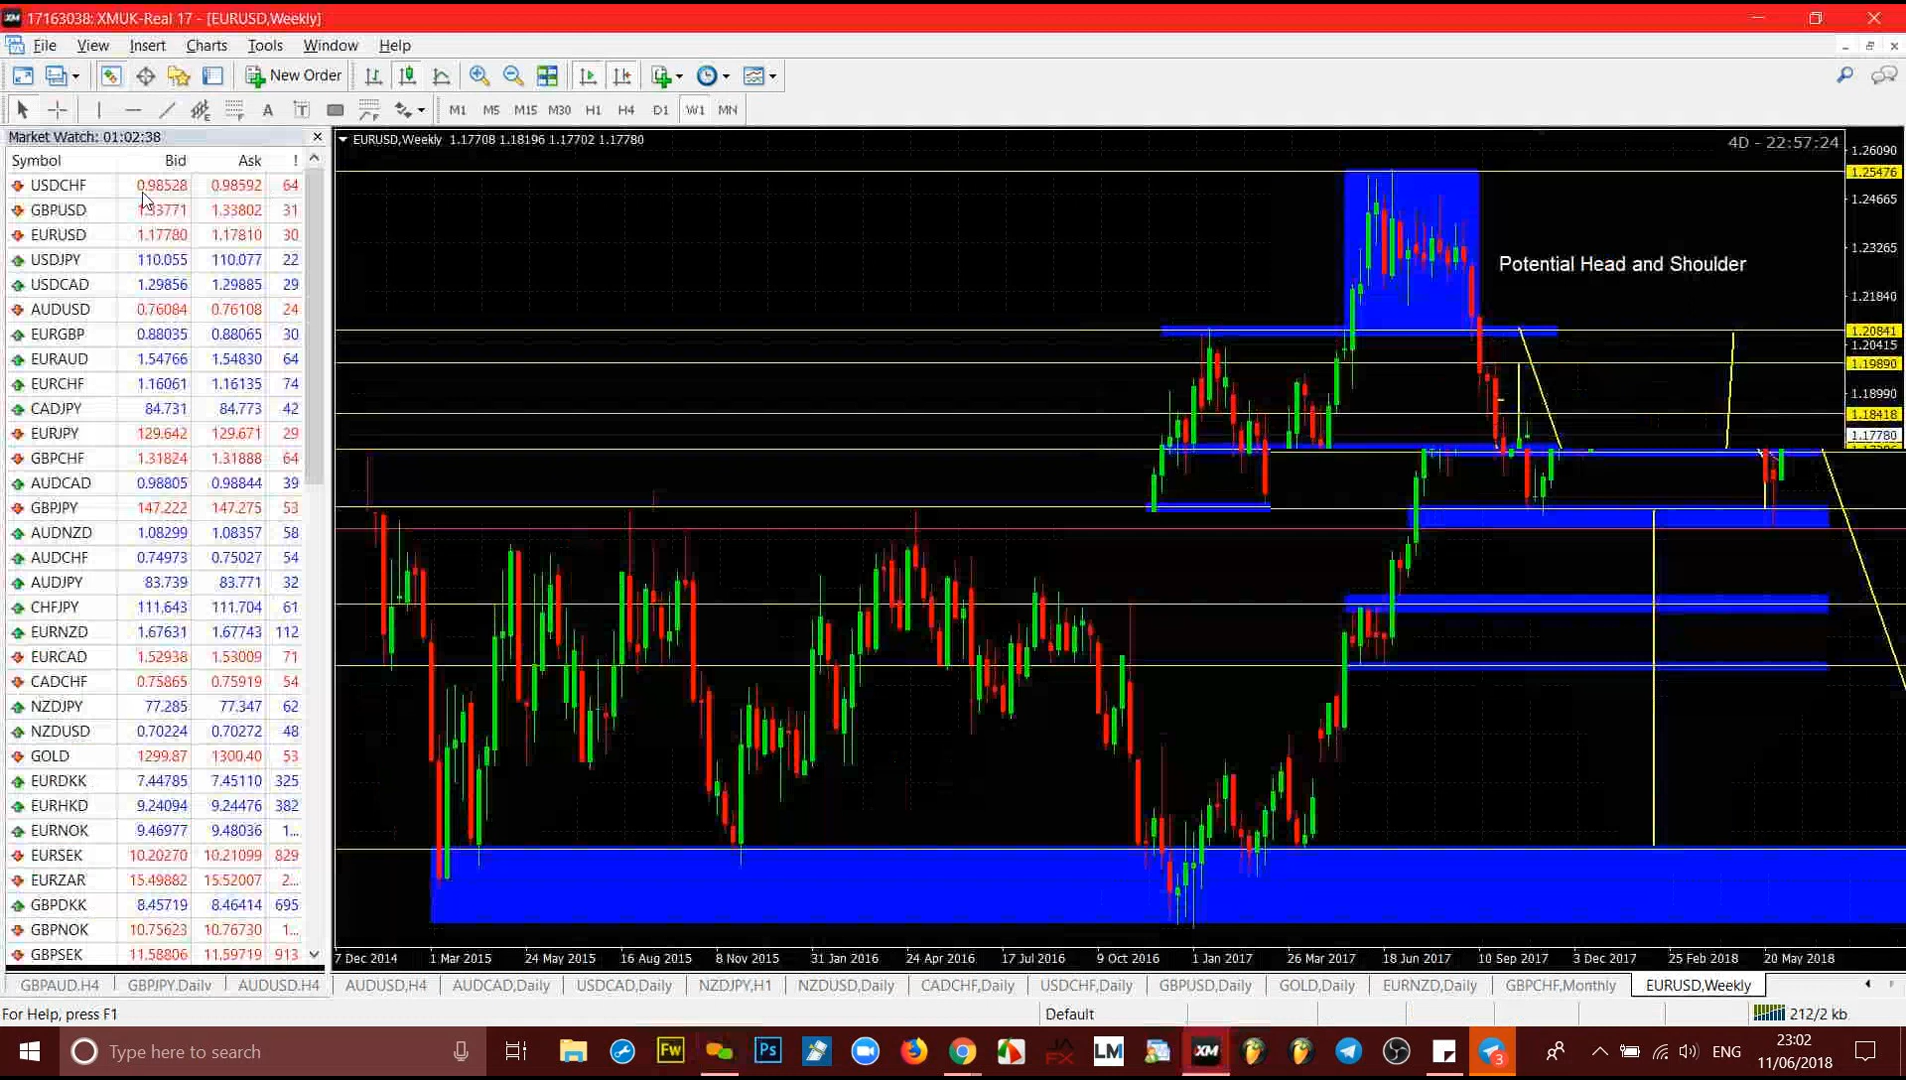 17163038: XMUK-Real 17 - [EURUSD,Weekly]
File View Insert Charts Tools Window Help
New Order
M1 M5 M15 M30 H1 H4 D1 W1 MN
Market Watch: 01:02:38
Symbol Bid Ask !
USDCHF 0.98528 0.98592 64
GBPUSD 1.33771 1.33802 31
EURUSD 1.17780 1.17810 30
USDJPY 110.055 110.077 22
USDCAD 1.29856 1.29885 29
AUDUSD 0.76084 0.76108 24
EURGBP 0.88035 0.88065 30
EURAUD 1.54766 1.54830 64
EURCHF 1.16061 1.16135 74
CADJPY 84.731 84.773 42
EURJPY 129.642 129.671 29
GBPCHF 1.31824 1.31888 64
AUDCAD 0.98805 0.98844 39
GBPJPY 147.222 147.275 53
AUDNZD 1.08299 1.08357 58
AUDCHF 0.74973 0.75027 54
AUDJPY 83.739 83.771 32
CHFJPY 111.643 111.704 61
EURNZD 1.67631 1.67743 112
EURCAD 1.52938 1.53009 71
CADCHF 0.75865 0.75919 54
NZDJPY 77.285 77.347 62
NZDUSD 0.70224 0.70272 48
GOLD 1299.87 1300.40 53
EURDKK 7.44785 7.45110 325
EURHKD 9.24094 9.24476 382
EURNOK 9.46977 9.48036 1...
EURSEK 10.20270 10.21099 829
EURZAR 15.49882 15.52007 2...
GBPDKK 8.45719 8.46414 695
GBPNOK 10.75623 10.76730 1...
GBPSEK 11.58806 11.59719 913
EURUSD,Weekly 1.17708 1.18196 1.17702 1.17780
4D - 22:57:24
Potential Head and Shoulder
1.26090
1.25476
1.24665
1.23265
1.21840
1.20841
1.20415
1.19890
1.18990
1.18418
1.17780
7 Dec 2014 1 Mar 2015 24 May 2015 16 Aug 2015 8 Nov 2015 31 Jan 2016 24 Apr 2016 17 Jul 2016 9 Oct 2016 1 Jan 2017 26 Mar 2017 18 Jun 2017 10 Sep 2017 3 Dec 2017 25 Feb 2018 20 May 2018
GBPAUD.H4 GBPJPY.Daily AUDUSD.H4 AUDUSD,H4 AUDCAD,Daily USDCAD,Daily NZDJPY,H1 NZDUSD,Daily CADCHF,Daily USDCHF,Daily GBPUSD,Daily GOLD,Daily EURNZD,Daily GBPCHF,Monthly EURUSD,Weekly
For Help, press F1
Default
212/2 kb
Type here to search
Fw
Ps
LM
XM
3
ENG
23:02
11/06/2018